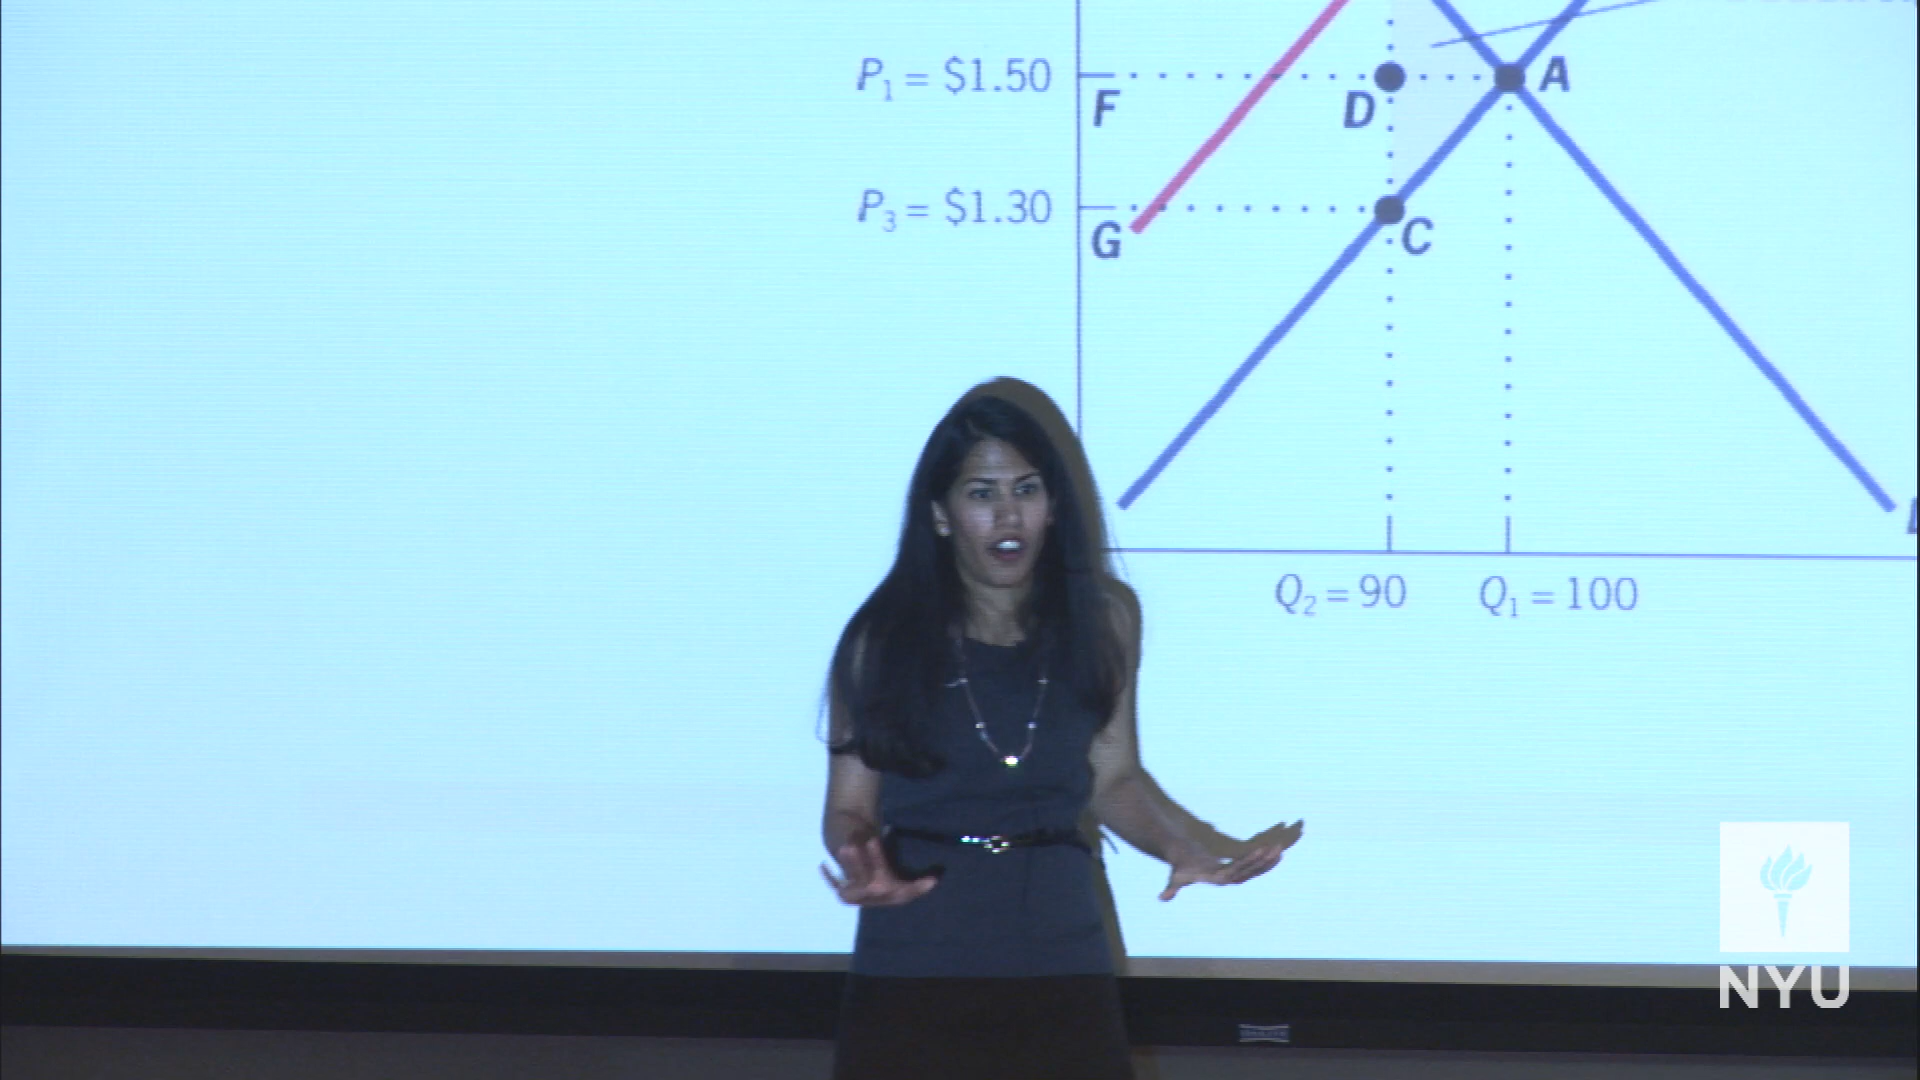 P₁ = $1.50
F
D
A
P₃ = $1.30
G
C
Q₂ = 90
Q₁ = 100
NYU